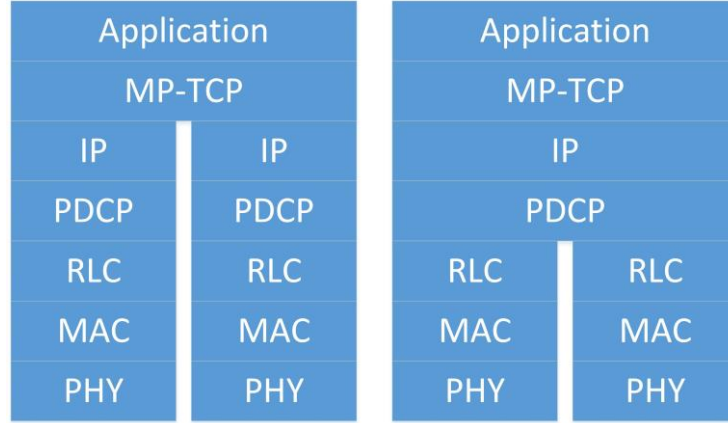 Application
MP-TCP
IP IP
PDCP PDCP
RLC RLC
MAC MAC
PHY PHY
Application
MP-TCP
IP
PDCP
RLC RLC
MAC MAC
PHY PHY